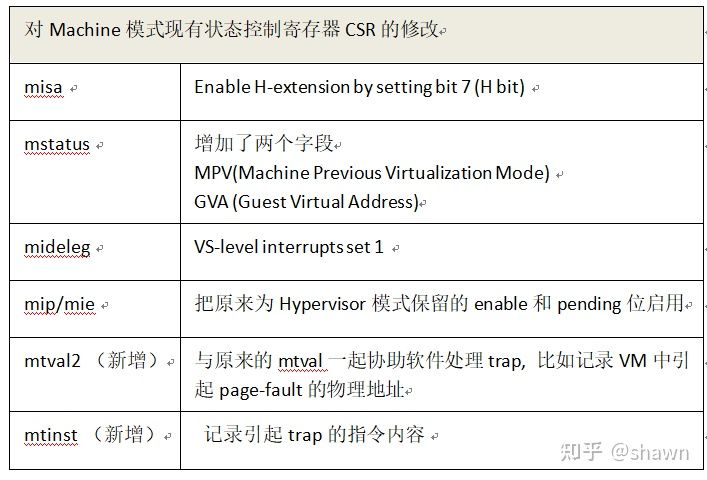 对 Machine 模式现有状态控制寄存器 CSR 的修改
misa
Enable H-extension by setting bit 7 (H bit)
mstatus
增加了两个字段
MPV(Machine Previous Virtualization Mode)
GVA (Guest Virtual Address)
mideleg
VS-level interrupts set 1
mip/mie
把原来为 Hypervisor 模式保留的 enable 和 pending 位启用
mtval2 （新增）
与原来的 mtval 一起协助软件处理 trap, 比如记录 VM 中引
起 page-fault 的物理地址
mtinst （新增）
记录引起 trap 的指令内容
知乎 @shawn